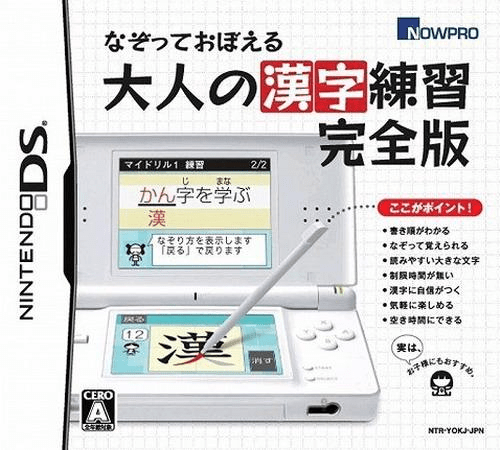 なぞっておぼえる
大人の漢字練習
完全版
NOWPRO
NINTENDO DS
TM
マイドリル1 練習 2/2
じ まな
かん字を学ぶ
漢
なぞり方を表示します
「戻る」で戻ります
戻る
12
漢
消す
START
SELECT
ここがポイント!
・書き順がわかる
・なぞって覚えられる
・読みやすい大きな文字
・制限時間が無い
・漢字に自信がつく
・気軽に楽しめる
・空き時間にできる
実は、
お子様にもおすすめ。
CERO
A
全年齢対象
NTR-YOKJ-JPN